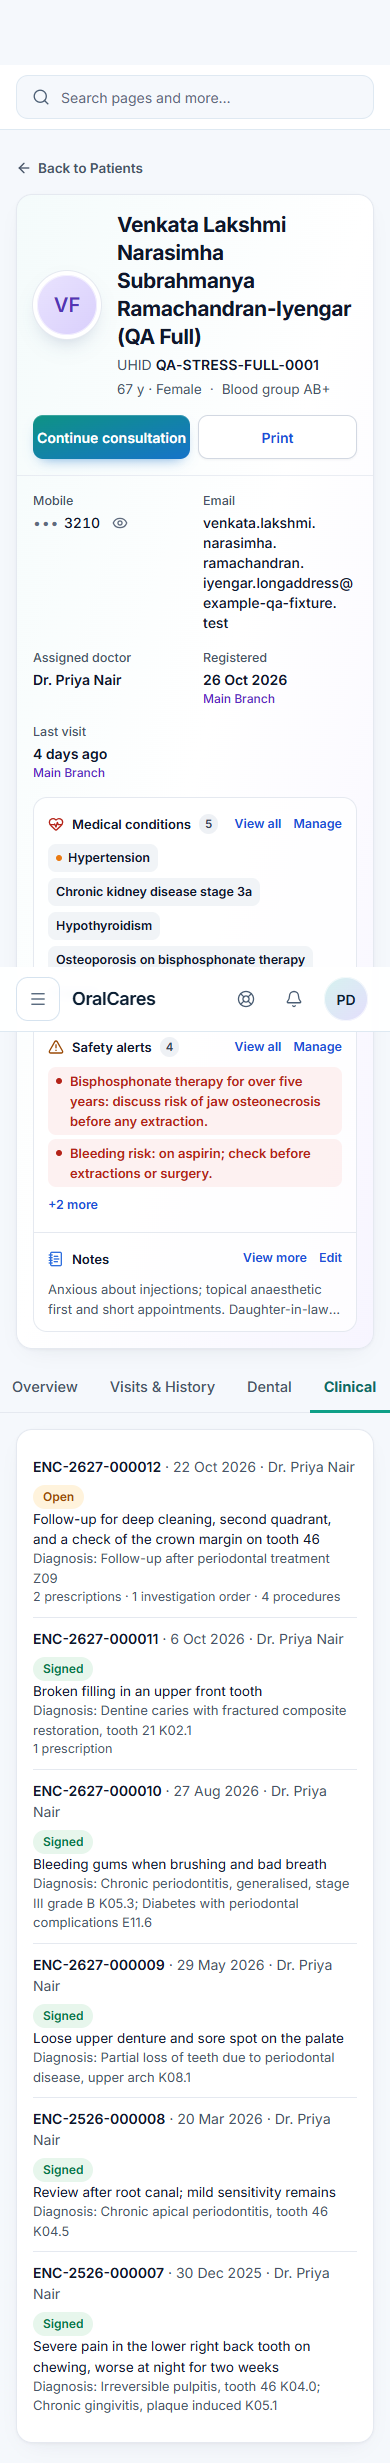 Search pages and more...
Back to Patients
VF
Venkata Lakshmi
Narasimha
Subrahmanya
Ramachandran-Iyengar
(QA Full)
UHID QA-STRESS-FULL-0001
67 y · Female · Blood group AB+
Continue consultation
Print
Mobile
••• 3210
Email
venkata.lakshmi.
narasimha.
ramachandran.
iyengar.longaddress@
example-qa-fixture.
test
Assigned doctor
Dr. Priya Nair
Registered
26 Oct 2026
Main Branch
Last visit
4 days ago
Main Branch
Medical conditions 5 View all Manage
Hypertension
Chronic kidney disease stage 3a
Hypothyroidism
Osteoporosis on bisphosphonate therapy
OralCares PD
Safety alerts 4 View all Manage
Bisphosphonate therapy for over five
years: discuss risk of jaw osteonecrosis
before any extraction.
Bleeding risk: on aspirin; check before
extractions or surgery.
+2 more
Notes View more Edit
Anxious about injections; topical anaesthetic
first and short appointments. Daughter-in-law...
Overview Visits & History Dental Clinical
ENC-2627-000012 · 22 Oct 2026 · Dr. Priya Nair
Open
Follow-up for deep cleaning, second quadrant,
and a check of the crown margin on tooth 46
Diagnosis: Follow-up after periodontal treatment
Z09
2 prescriptions · 1 investigation order · 4 procedures
ENC-2627-000011 · 6 Oct 2026 · Dr. Priya Nair
Signed
Broken filling in an upper front tooth
Diagnosis: Dentine caries with fractured composite
restoration, tooth 21 K02.1
1 prescription
ENC-2627-000010 · 27 Aug 2026 · Dr. Priya
Nair
Signed
Bleeding gums when brushing and bad breath
Diagnosis: Chronic periodontitis, generalised, stage
III grade B K05.3; Diabetes with periodontal
complications E11.6
ENC-2627-000009 · 29 May 2026 · Dr. Priya
Nair
Signed
Loose upper denture and sore spot on the palate
Diagnosis: Partial loss of teeth due to periodontal
disease, upper arch K08.1
ENC-2526-000008 · 20 Mar 2026 · Dr. Priya
Nair
Signed
Review after root canal; mild sensitivity remains
Diagnosis: Chronic apical periodontitis, tooth 46
K04.5
ENC-2526-000007 · 30 Dec 2025 · Dr. Priya
Nair
Signed
Severe pain in the lower right back tooth on
chewing, worse at night for two weeks
Diagnosis: Irreversible pulpitis, tooth 46 K04.0;
Chronic gingivitis, plaque induced K05.1